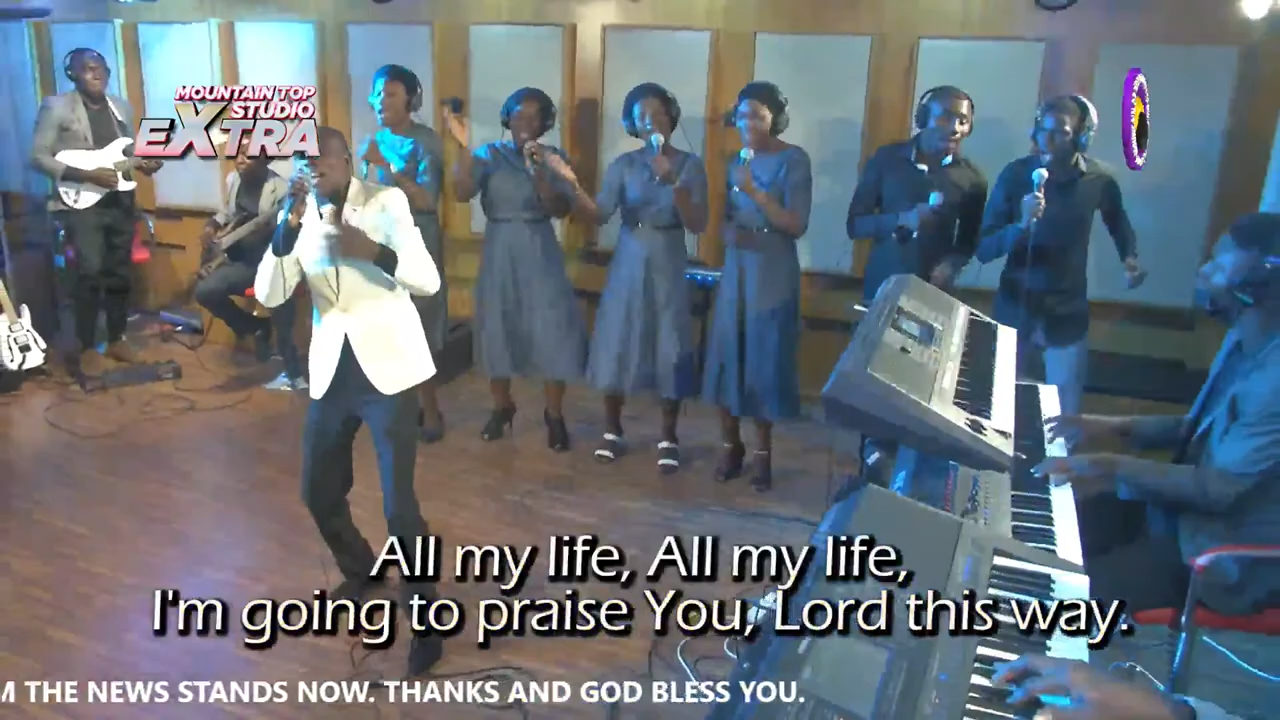 MOUNTAIN TOP
STUDIO
EXTRA
All my life, All my life,
I'm going to praise You, Lord this way.
M THE NEWS STANDS NOW. THANKS AND GOD BLESS YOU.